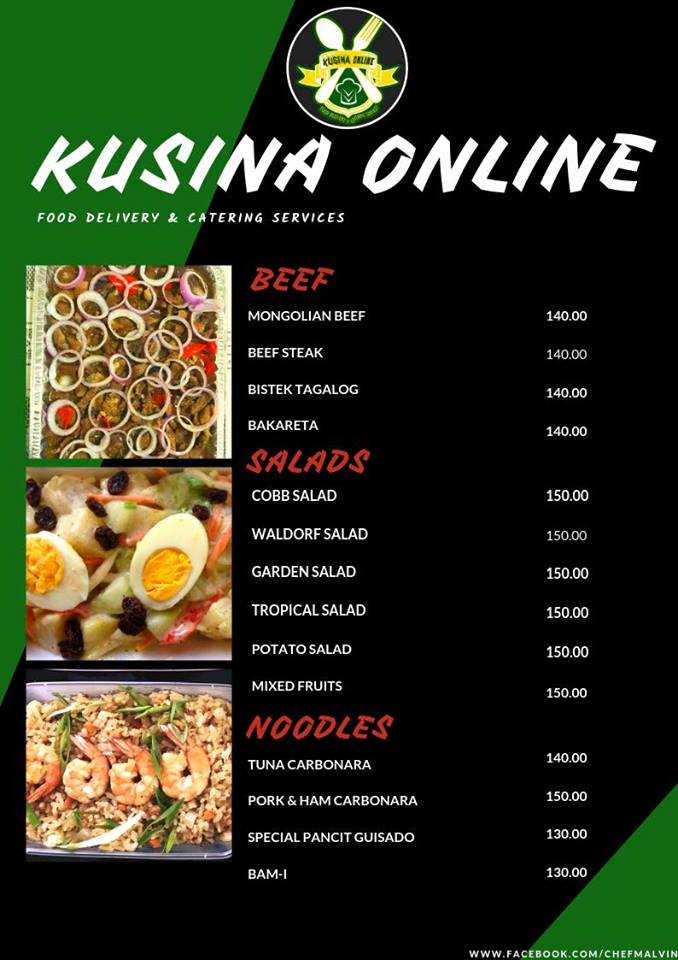 KUSINA ONLINE
KUSINA ONLINE
FOOD DELIVERY & CATERING SERVICES
BEEF
MONGOLIAN BEEF 140.00
BEEF STEAK 140.00
BISTEK TAGALOG 140.00
BAKARETA 140.00
SALADS
COBB SALAD 150.00
WALDORF SALAD 150.00
GARDEN SALAD 150.00
TROPICAL SALAD 150.00
POTATO SALAD 150.00
MIXED FRUITS 150.00
NOODLES
TUNA CARBONARA 140.00
PORK & HAM CARBONARA 150.00
SPECIAL PANCIT GUISADO 130.00
BAM-I 130.00
WWW.FACEBOOK.COM/CHEFMALVIN